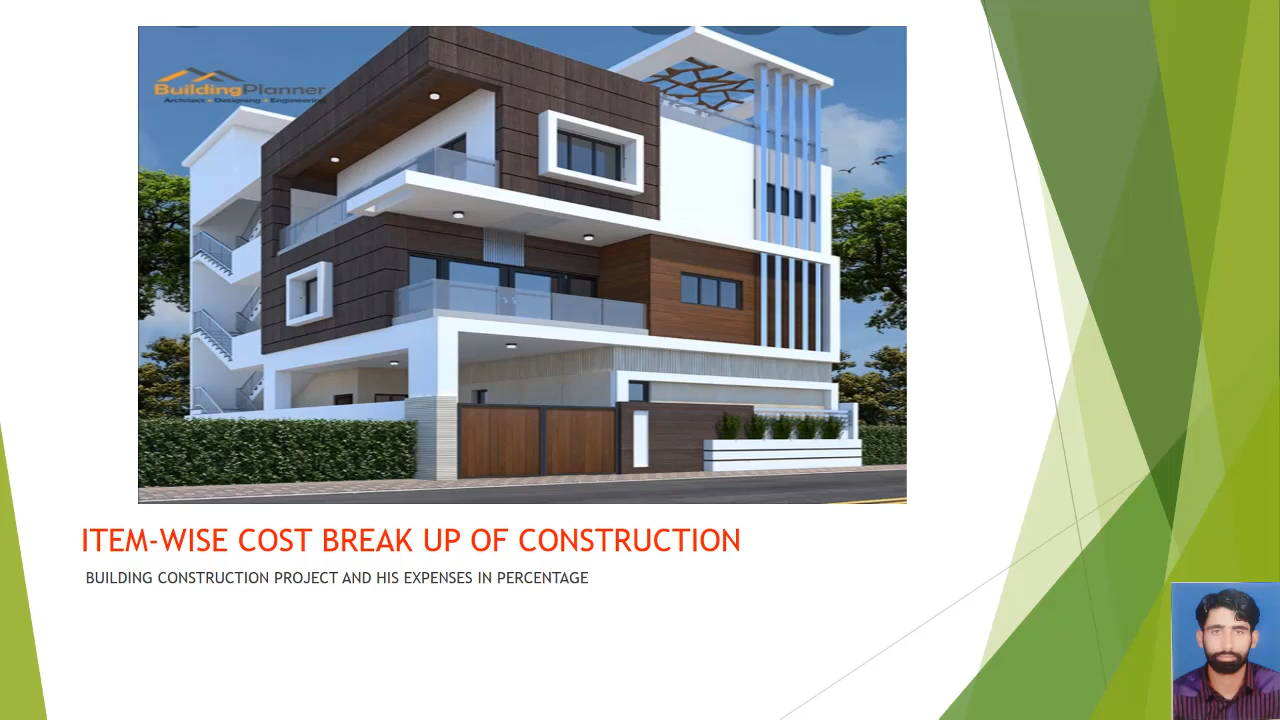 BuildingPlanner
Architect Designing Engineering
ITEM-WISE COST BREAK UP OF CONSTRUCTION
BUILDING CONSTRUCTION PROJECT AND HIS EXPENSES IN PERCENTAGE